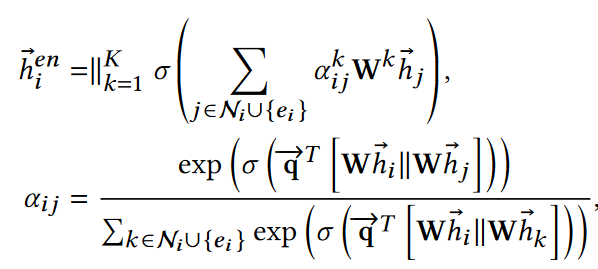 \vec{h}_i^{en} = \|_{k=1}^{K} \sigma \left( \sum_{j \in \mathcal{N}_i \cup \{e_i\}} \alpha_{ij}^k \mathbf{W}^k \vec{h}_j \right),
\alpha_{ij} = \frac{\exp \left( \sigma \left( \overrightarrow{\mathbf{q}}^T \left[ \mathbf{W}\vec{h}_i \| \mathbf{W}\vec{h}_j \right] \right) \right)}{\sum_{k \in \mathcal{N}_i \cup \{e_i\}} \exp \left( \sigma \left( \overrightarrow{\mathbf{q}}^T \left[ \mathbf{W}\vec{h}_i \| \mathbf{W}\vec{h}_k \right] \right) \right)},